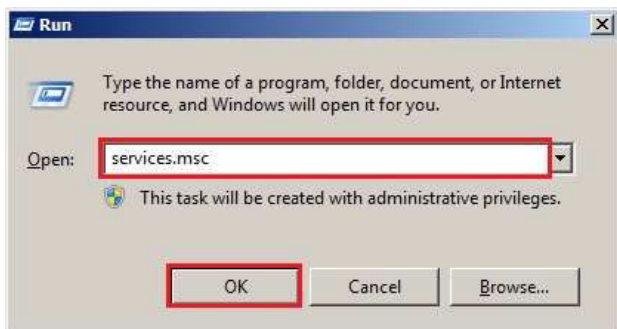 Run
Type the name of a program, folder, document, or Internet
resource, and Windows will open it for you.
Open: services.msc
This task will be created with administrative privileges.
OK Cancel Browse...